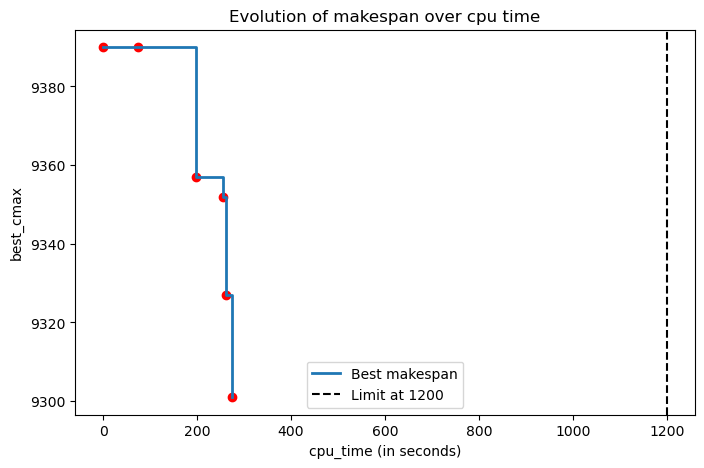 Evolution of makespan over cpu time
best_cmax
9380
9360
9340
9320
9300
Best makespan
Limit at 1200
0 200 400 600 800 1000 1200
cpu_time (in seconds)